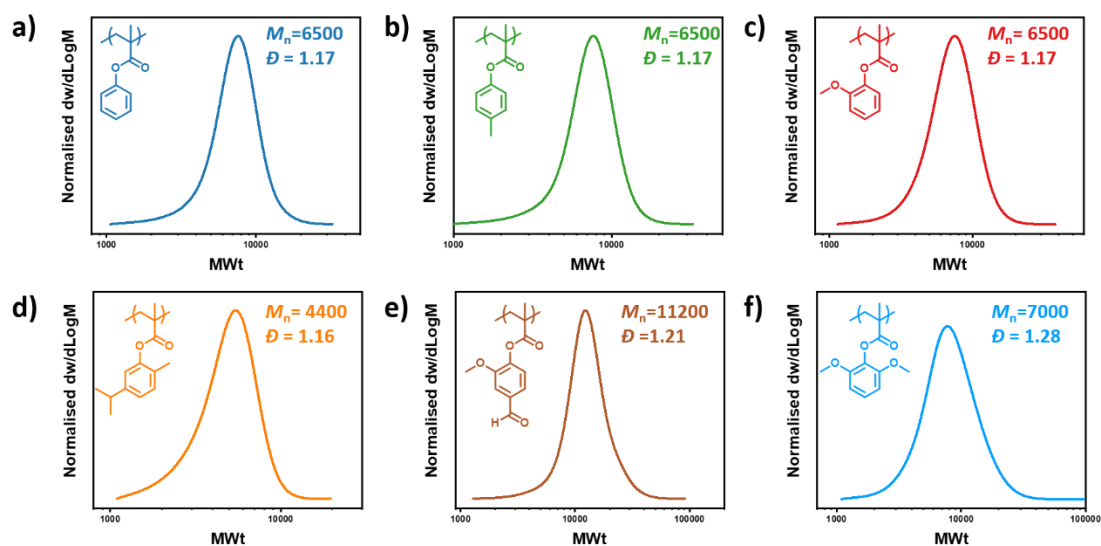 a)
Normalised dw/dLogM
O
O
Mn=6500
Đ = 1.17
1000
10000
MWt
b)
Normalised dw/dLogM
O
O
Mn=6500
Đ = 1.17
1000
10000
MWt
c)
Normalised dw/dLogM
O
O
O
Mn=6500
Đ = 1.17
1000
10000
MWt
d)
Normalised dw/dLogM
O
O
Mn= 4400
Đ = 1.16
1000
10000
MWt
e)
Normalised dw/dLogM
O
O
O
H
O
Mn=11200
Đ = 1.21
1000
10000
100000
MWt
f)
Normalised dw/dLogM
O
O
O
O
Mn=7000
Đ = 1.28
1000
10000
100000
MWt